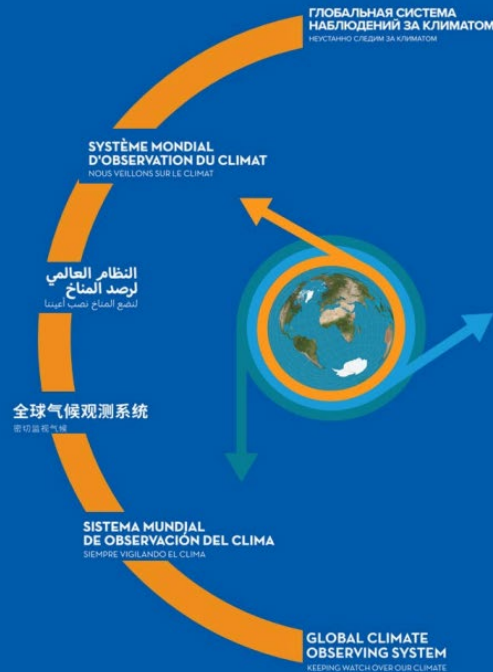 ГЛОБАЛЬНАЯ СИСТЕМА
НАБЛЮДЕНИЙ ЗА КЛИМАТОМ
НЕУСТАННО СЛЕДИМ ЗА КЛИМАТОМ
SYSTÈME MONDIAL
D'OBSERVATION DU CLIMAT
NOUS VEILLONS SUR LE CLIMAT
النظام العالمي
لرصد المناخ
لنضع المناخ نصب أعيننا
全球气候观测系统
密切监视气候
SISTEMA MUNDIAL
DE OBSERVACIÓN DEL CLIMA
SIEMPRE VIGILANDO EL CLIMA
GLOBAL CLIMATE
OBSERVING SYSTEM
KEEPING WATCH OVER OUR CLIMATE